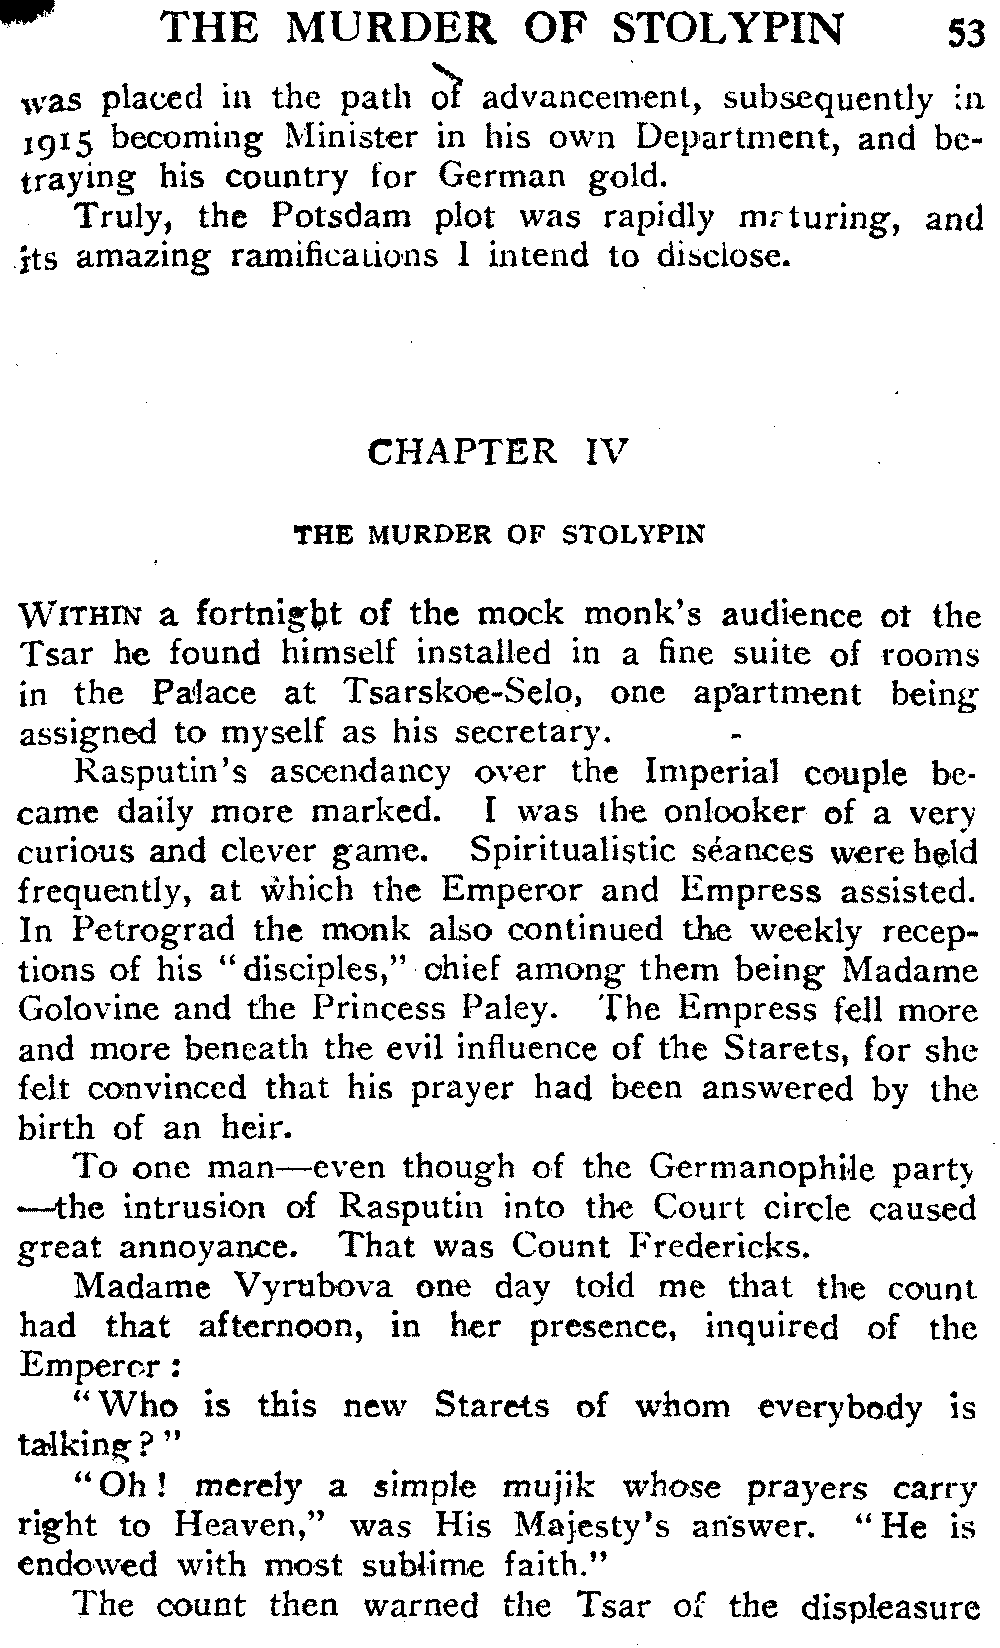 THE MURDER OF STOLYPIN 53
was placed in the path of advancement, subsequently in
1915 becoming Minister in his own Department, and be-
traying his country for German gold.
Truly, the Potsdam plot was rapidly maturing, and
its amazing ramifications I intend to disclose.
CHAPTER IV
THE MURDER OF STOLYPIN
WITHIN a fortnight of the mock monk's audience of the
Tsar he found himself installed in a fine suite of rooms
in the Palace at Tsarskoe-Selo, one apartment being
assigned to myself as his secretary.
Rasputin's ascendancy over the Imperial couple be-
came daily more marked. I was the onlooker of a very
curious and clever game. Spiritualistic séances were held
frequently, at which the Emperor and Empress assisted.
In Petrograd the monk also continued the weekly recep-
tions of his "disciples," chief among them being Madame
Golovine and the Princess Paley. The Empress fell more
and more beneath the evil influence of the Starets, for she
felt convinced that his prayer had been answered by the
birth of an heir.
To one man—even though of the Germanophile party
—the intrusion of Rasputin into the Court circle caused
great annoyance. That was Count Fredericks.
Madame Vyrubova one day told me that the count
had that afternoon, in her presence, inquired of the
Emperor:
"Who is this new Starets of whom everybody is
talking?"
"Oh! merely a simple mujik whose prayers carry
right to Heaven," was His Majesty's answer. "He is
endowed with most sublime faith."
The count then warned the Tsar of the displeasure